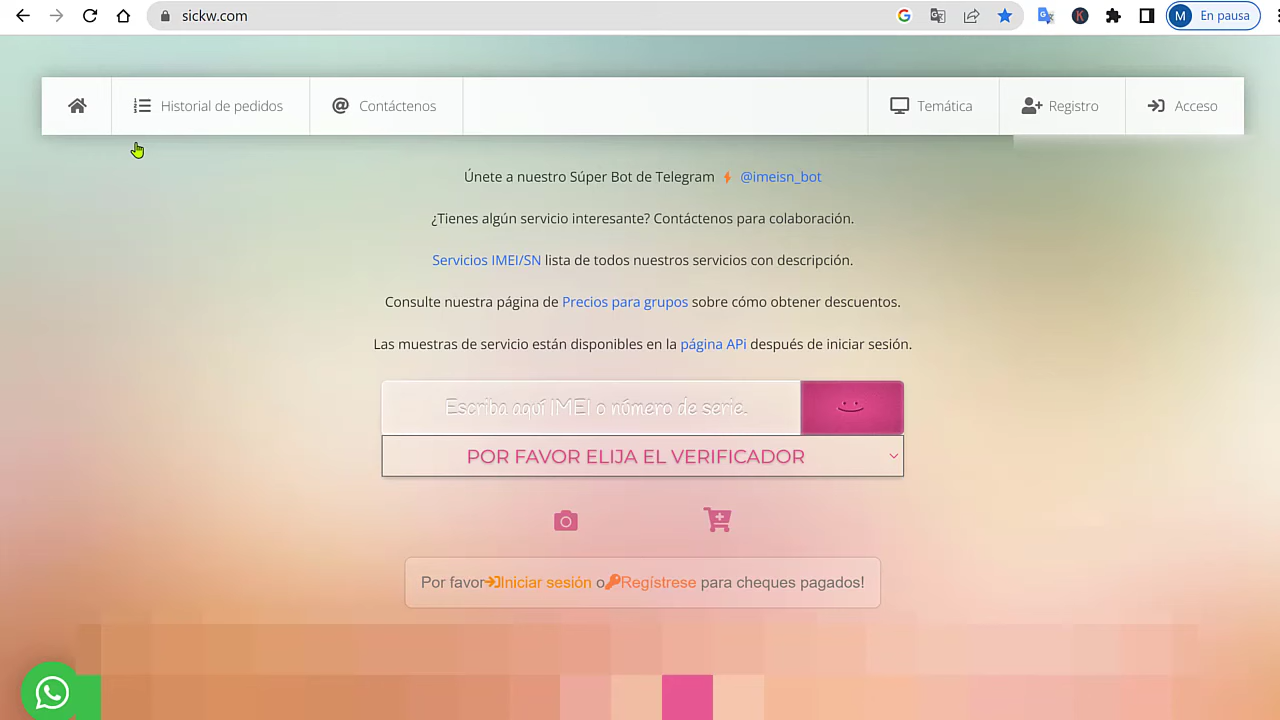 sickw.com
M En pausa
Historial de pedidos Contáctenos Temática Registro Acceso
Únete a nuestro Súper Bot de Telegram @imeisn_bot
¿Tienes algún servicio interesante? Contáctenos para colaboración.
Servicios IMEI/SN lista de todos nuestros servicios con descripción.
Consulte nuestra página de Precios para grupos sobre cómo obtener descuentos.
Las muestras de servicio están disponibles en la página APi después de iniciar sesión.
Escriba aquí IMEI o número de serie.
POR FAVOR ELIJA EL VERIFICADOR
Por favor Iniciar sesión o Regístrese para cheques pagados!